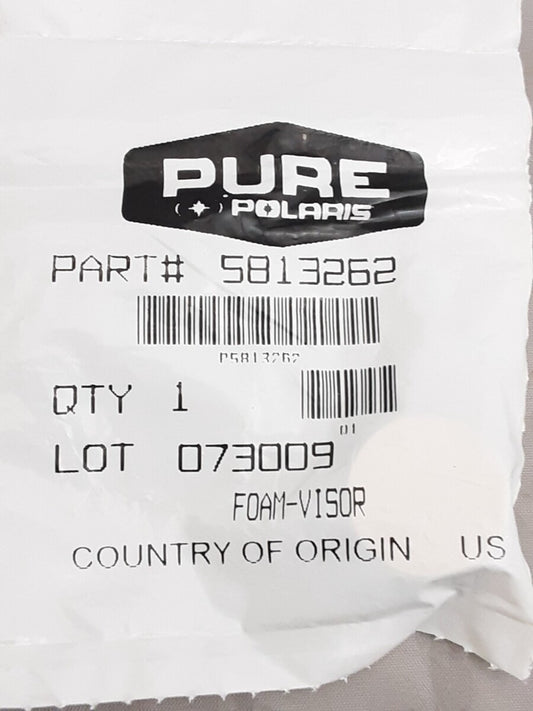 PURE
POLARIS
PART# 5813262
P5813262
QTY 1
01
LOT 073009
FOAM-VISOR
COUNTRY OF ORIGIN US